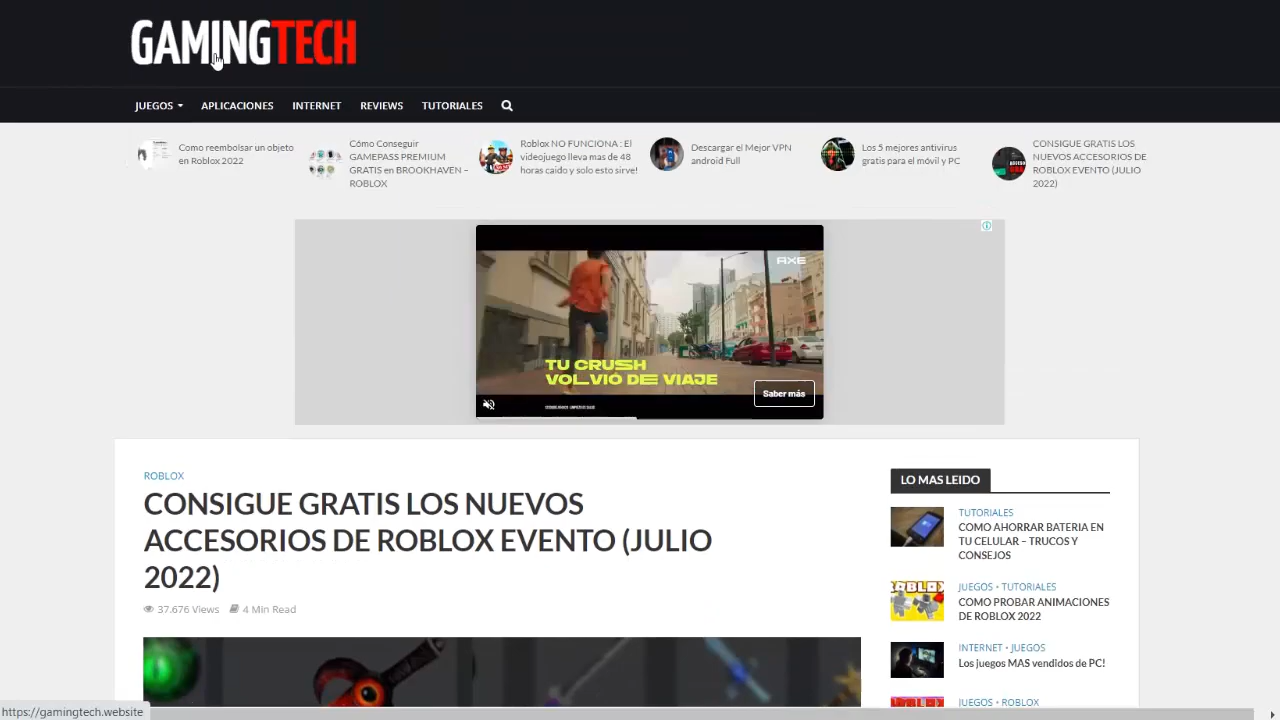 GAMINGTECH
JUEGOS
APLICACIONES
INTERNET
REVIEWS
TUTORIALES
Como reembolsar un objeto
en Roblox 2022
Cómo Conseguir
GAMEPASS PREMIUM
GRATIS en BROOKHAVEN –
ROBLOX
Roblox NO FUNCIONA : El
videojuego lleva mas de 48
horas caido y solo esto sirve!
Descargar el Mejor VPN
android Full
Los 5 mejores antivirus
gratis para el móvil y PC
CONSIGUE GRATIS LOS
NUEVOS ACCESORIOS DE
ROBLOX EVENTO (JULIO
2022)
AXE
TU CRUSH
VOLVIÓ DE VIAJE
Saber más
ROBLOX
CONSIGUE GRATIS LOS NUEVOS
ACCESORIOS DE ROBLOX EVENTO (JULIO
2022)
37.676 Views
4 Min Read
LO MAS LEIDO
TUTORIALES
COMO AHORRAR BATERIA EN
TU CELULAR – TRUCOS Y
CONSEJOS
JUEGOS • TUTORIALES
COMO PROBAR ANIMACIONES
DE ROBLOX 2022
INTERNET • JUEGOS
Los juegos MAS vendidos de PC!
JUEGOS • ROBLOX
https://gamingtech.website